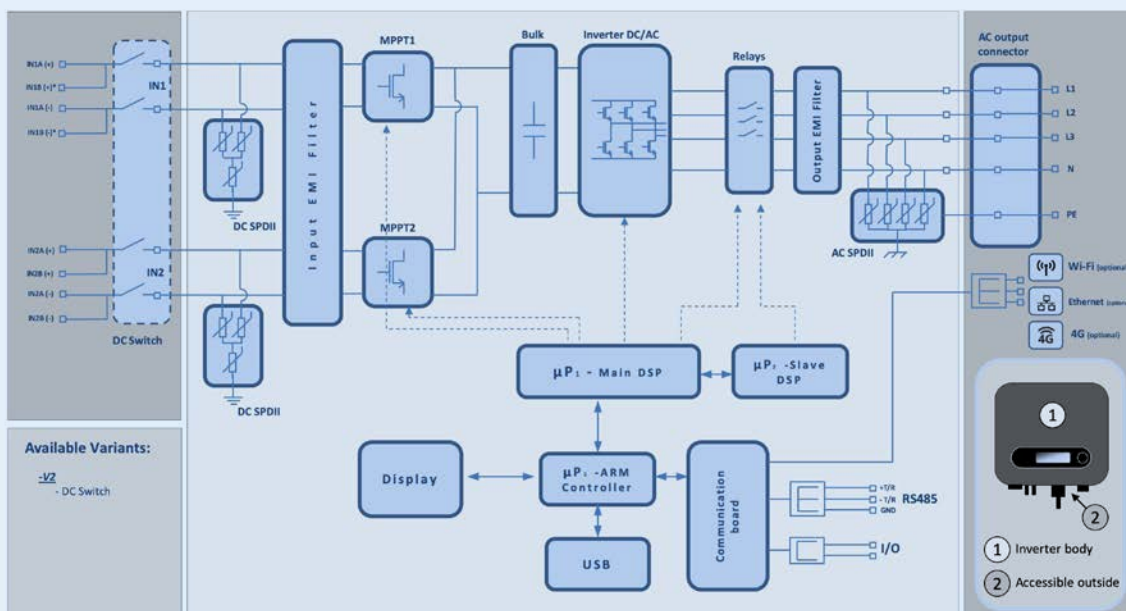 IN1A (+)
IN1B (+)*
IN1A (-)
IN1B (-)*
IN1
DC SPDII
IN2A (+)
IN2B (+)
IN2A (-)
IN2B (-)
IN2
DC Switch
DC SPDII
Input EMI Filter
MPPT1
MPPT2
Bulk
Inverter DC/AC
Relays
Output EMI Filter
AC SPDII
AC output
connector
L1
L2
L3
N
PE
Wi-Fi (optional)
Ethernet
4G
4G (optional)
µP₁ - Main DSP
µP₂ -Slave
DSP
Display
ARM
Controller
USB
Communication
board
+T/R
- T/R
GND
RS485
I/O
Available Variants:
-V2
- DC Switch
1
2
1 Inverter body
2 Accessible outside